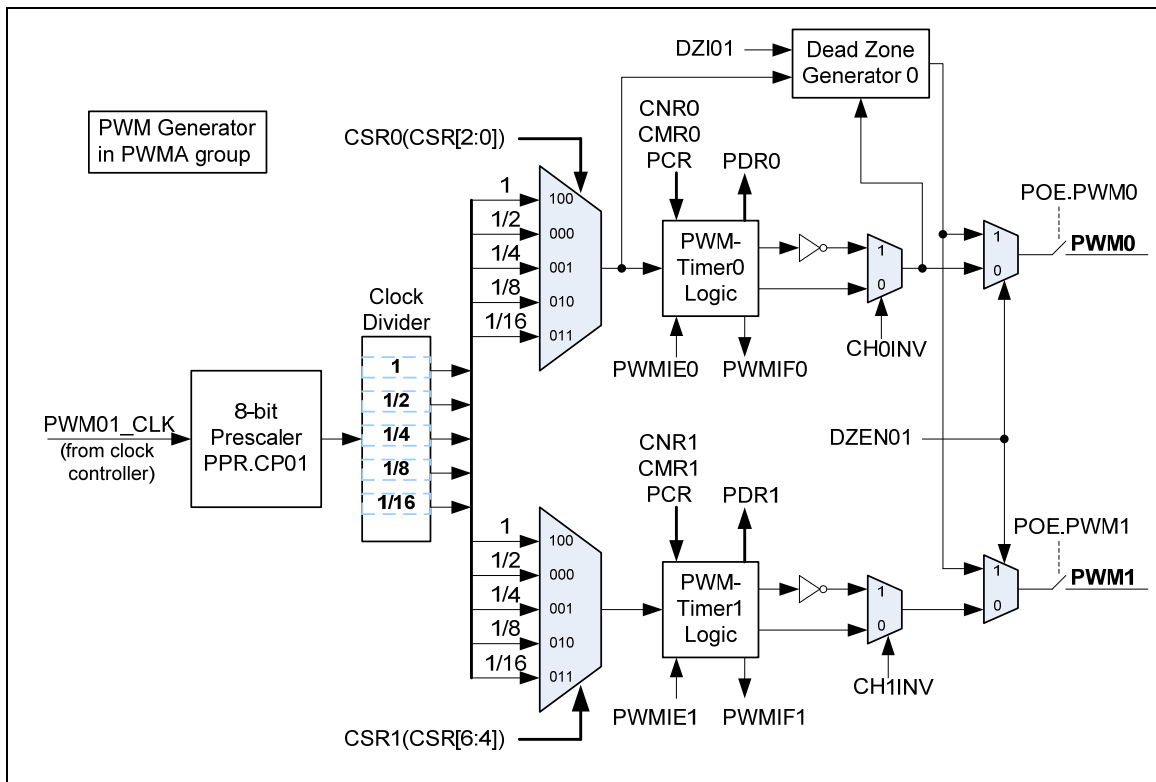 PWM Generator
in PWMA group
DZI01
Dead Zone
Generator 0
CSR0(CSR[2:0])
CNR0
CMR0
PCR
PDR0
1
1/2
1/4
1/8
1/16
100
000
001
010
011
PWM-
Timer0
Logic
1
0
CH0INV
PWMIE0
PWMIF0
1
0
POE.PWM0
PWM0
PWM01_CLK
(from clock
controller)
8-bit
Prescaler
PPR.CP01
Clock
Divider
1
1/2
1/4
1/8
1/16
DZEN01
CNR1
CMR1
PCR
PDR1
1
1/2
1/4
1/8
1/16
100
000
001
010
011
PWM-
Timer1
Logic
1
0
CH1INV
PWMIE1
PWMIF1
1
0
POE.PWM1
PWM1
CSR1(CSR[6:4])